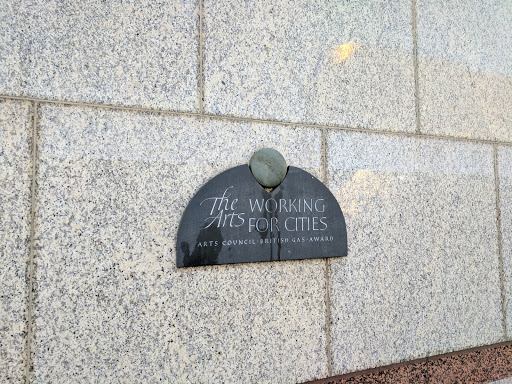 The Arts WORKING
FOR CITIES
ARTS COUNCIL · BRITISH GAS · AWARD